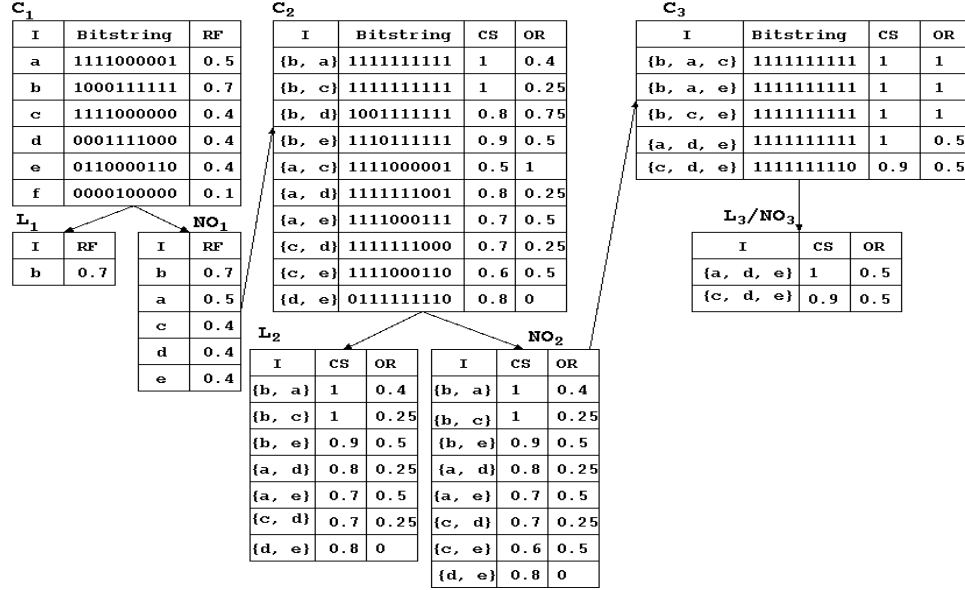 C1
I Bitstring RF
a 1111000001 0.5
b 1000111111 0.7
c 1111000000 0.4
d 0001111000 0.4
e 0110000110 0.4
f 0000100000 0.1
L1
I RF
b 0.7
NO1
I RF
b 0.7
a 0.5
c 0.4
d 0.4
e 0.4
C2
I Bitstring CS OR
{b, a} 1111111111 1 0.4
{b, c} 1111111111 1 0.25
{b, d} 1001111111 0.8 0.75
{b, e} 1110111111 0.9 0.5
{a, c} 1111000001 0.5 1
{a, d} 1111111001 0.8 0.25
{a, e} 1111000111 0.7 0.5
{c, d} 1111111000 0.7 0.25
{c, e} 1111000110 0.6 0.5
{d, e} 0111111110 0.8 0
L2
I CS OR
{b, a} 1 0.4
{b, c} 1 0.25
{b, e} 0.9 0.5
{a, d} 0.8 0.25
{a, e} 0.7 0.5
{c, d} 0.7 0.25
{d, e} 0.8 0
NO2
I CS OR
{b, a} 1 0.4
{b, c} 1 0.25
{b, e} 0.9 0.5
{a, d} 0.8 0.25
{a, e} 0.7 0.5
{c, d} 0.7 0.25
{c, e} 0.6 0.5
{d, e} 0.8 0
C3
I Bitstring CS OR
{b, a, c} 1111111111 1 1
{b, a, e} 1111111111 1 1
{b, c, e} 1111111111 1 1
{a, d, e} 1111111111 1 0.5
{c, d, e} 1111111110 0.9 0.5
L3/NO3
I CS OR
{a, d, e} 1 0.5
{c, d, e} 0.9 0.5